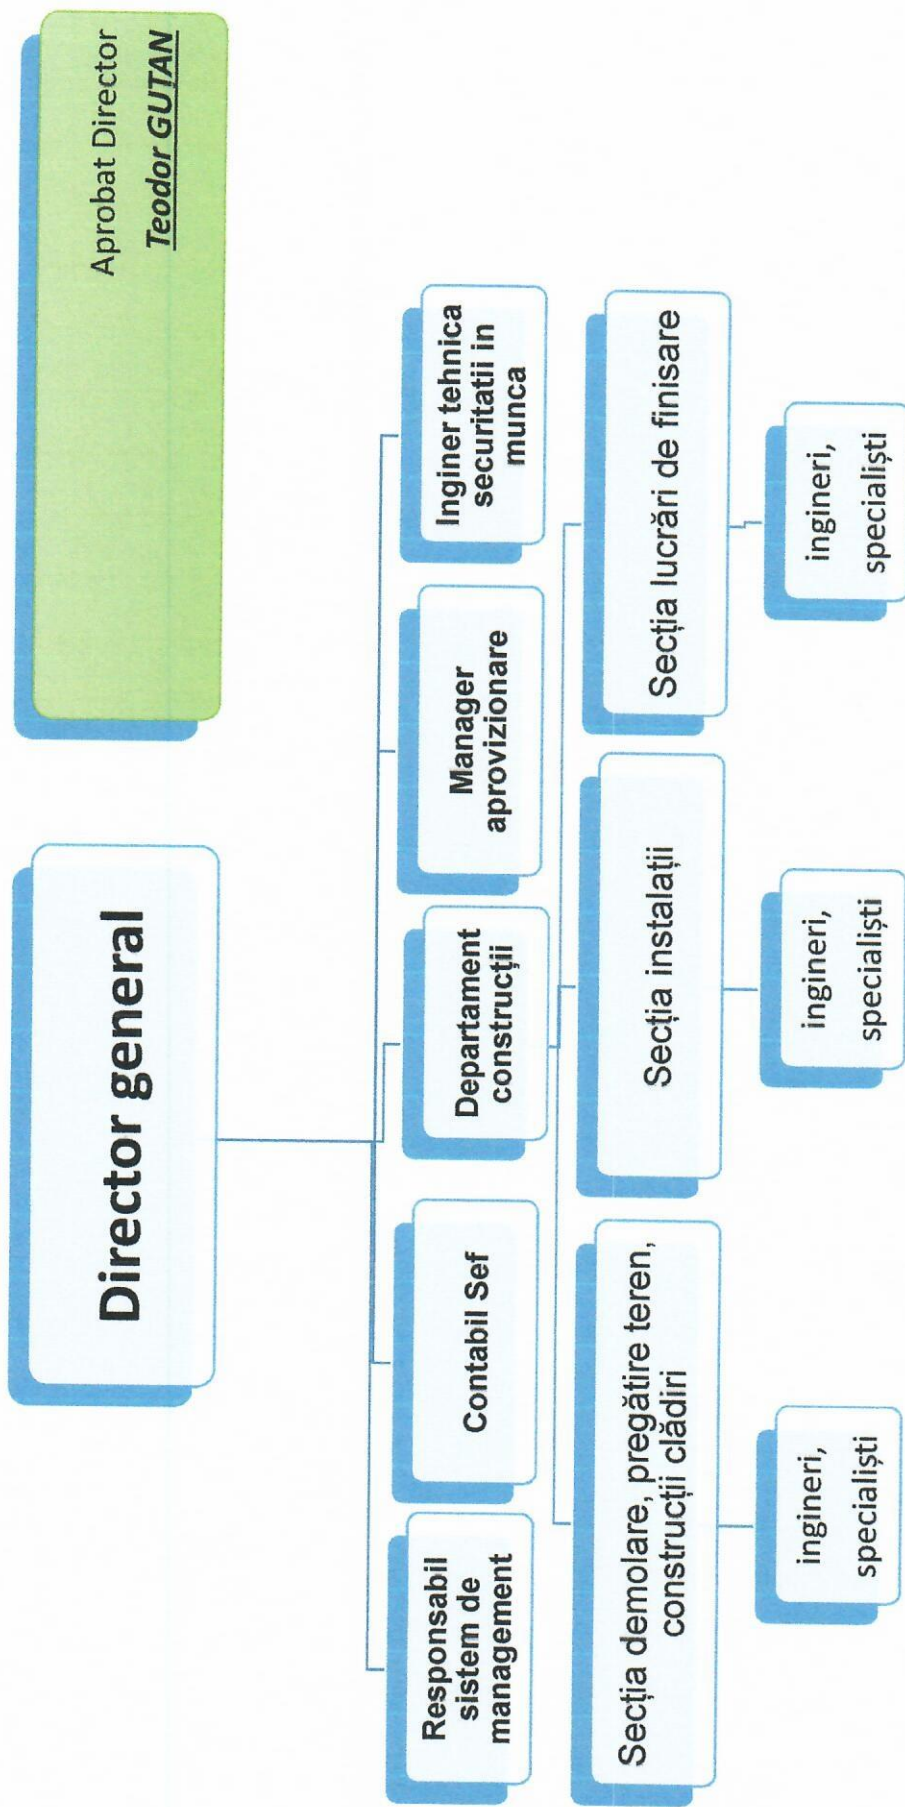 Aprobat Director
Teodor GUȚAN
Director general
Responsabil
sistem de
management
Contabil Sef
Departament
construcții
Manager
aprovizionare
Inginer tehnica
securitatii in
munca
Secția demolare, pregătire teren,
construcții clădiri
Secția instalații
Secția lucrări de finisare
ingineri,
specialiști
ingineri,
specialiști
ingineri,
specialiști